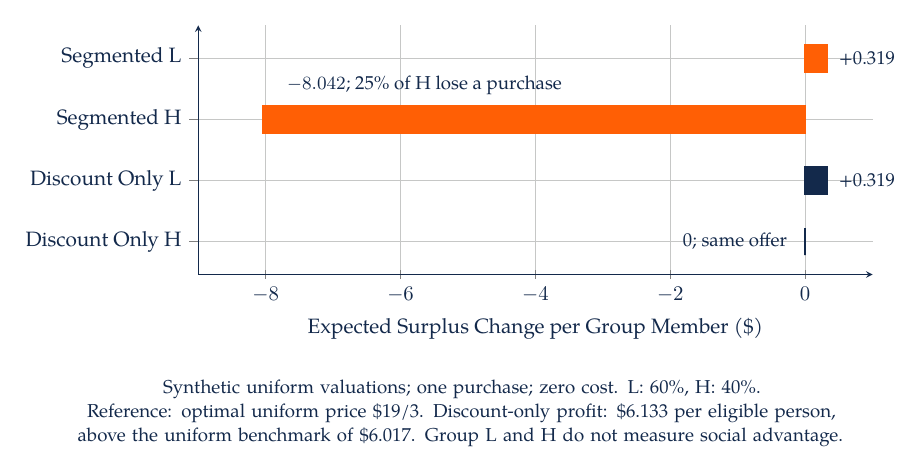 Segmented L
+0.319
−8.042; 25% of H lose a purchase
Segmented H
Discount Only L
+0.319
Discount Only H
0; same offer
−8 −6 −4 −2 0
Expected Surplus Change per Group Member ($)
Synthetic uniform valuations; one purchase; zero cost. L: 60%, H: 40%.
Reference: optimal uniform price $19/3. Discount-only profit: $6.133 per eligible person,
above the uniform benchmark of $6.017. Group L and H do not measure social advantage.